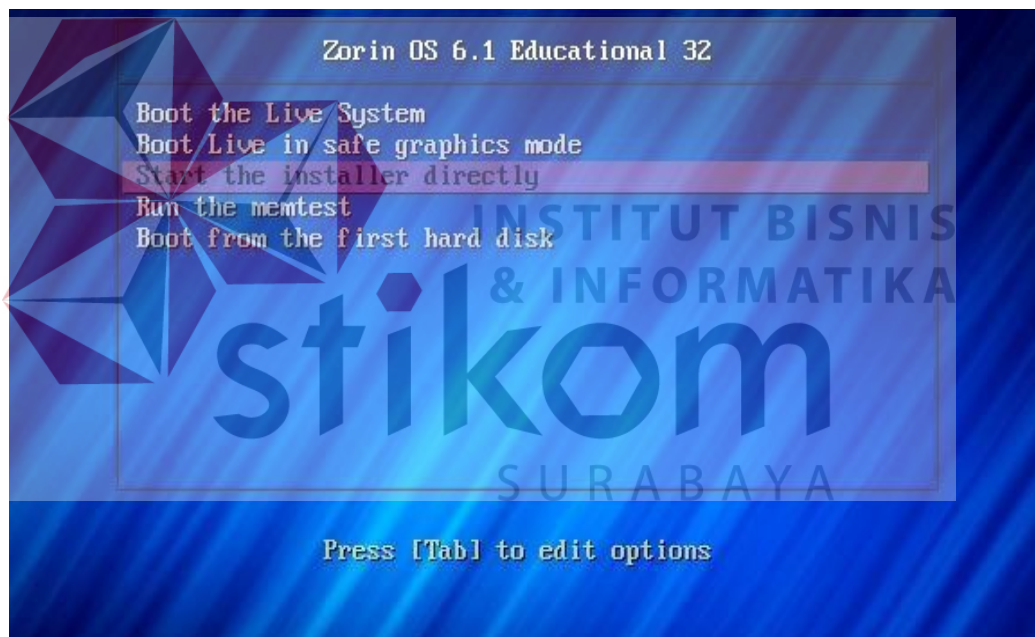 Zorin OS 6.1 Educational 32
Boot the Live System
Boot Live in safe graphics mode
Start the installer directly
Run the memtest
Boot from the first hard disk
INSTITUT BISNIS
& INFORMATIKA
stikom
SURABAYA
Press [Tab] to edit options